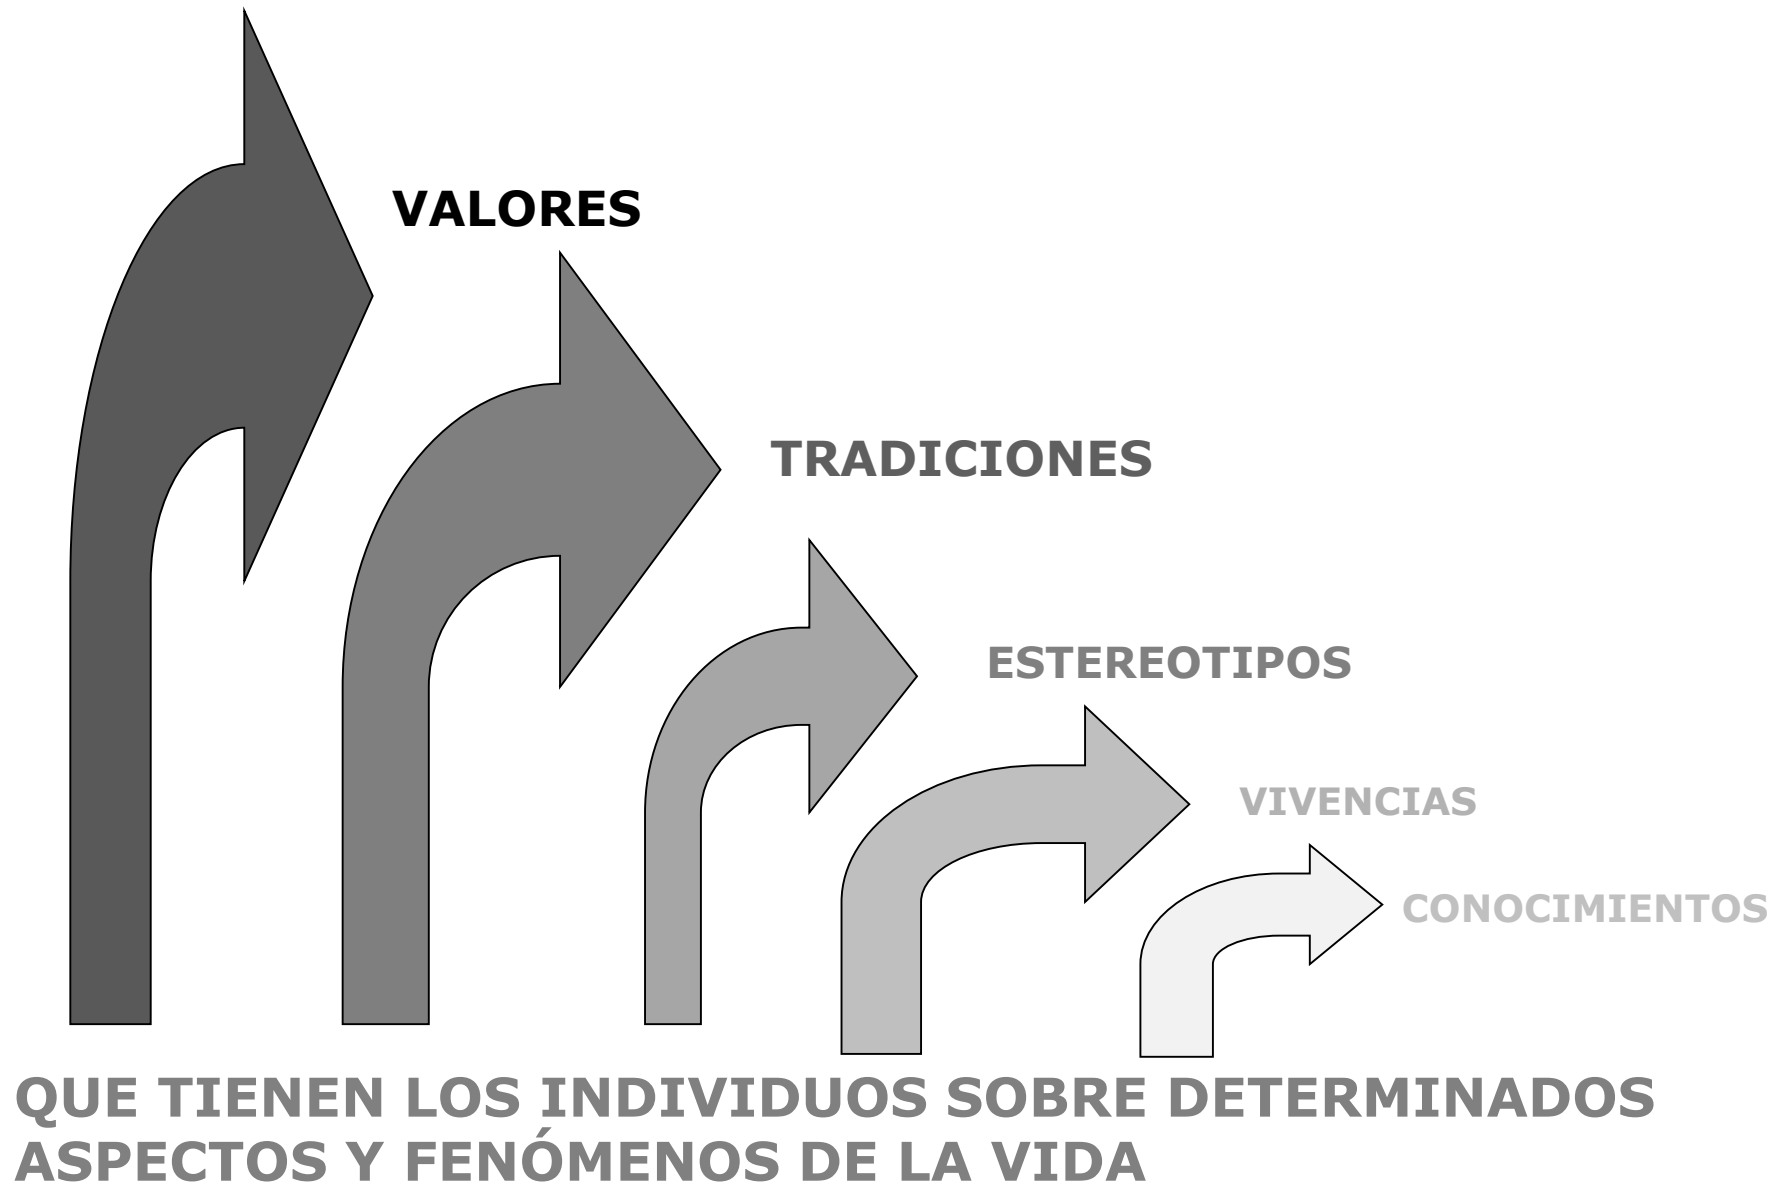 VALORES
TRADICIONES
ESTEREOTIPOS
VIVENCIAS
CONOCIMIENTOS
QUE TIENEN LOS INDIVIDUOS SOBRE DETERMINADOS
ASPECTOS Y FENÓMENOS DE LA VIDA